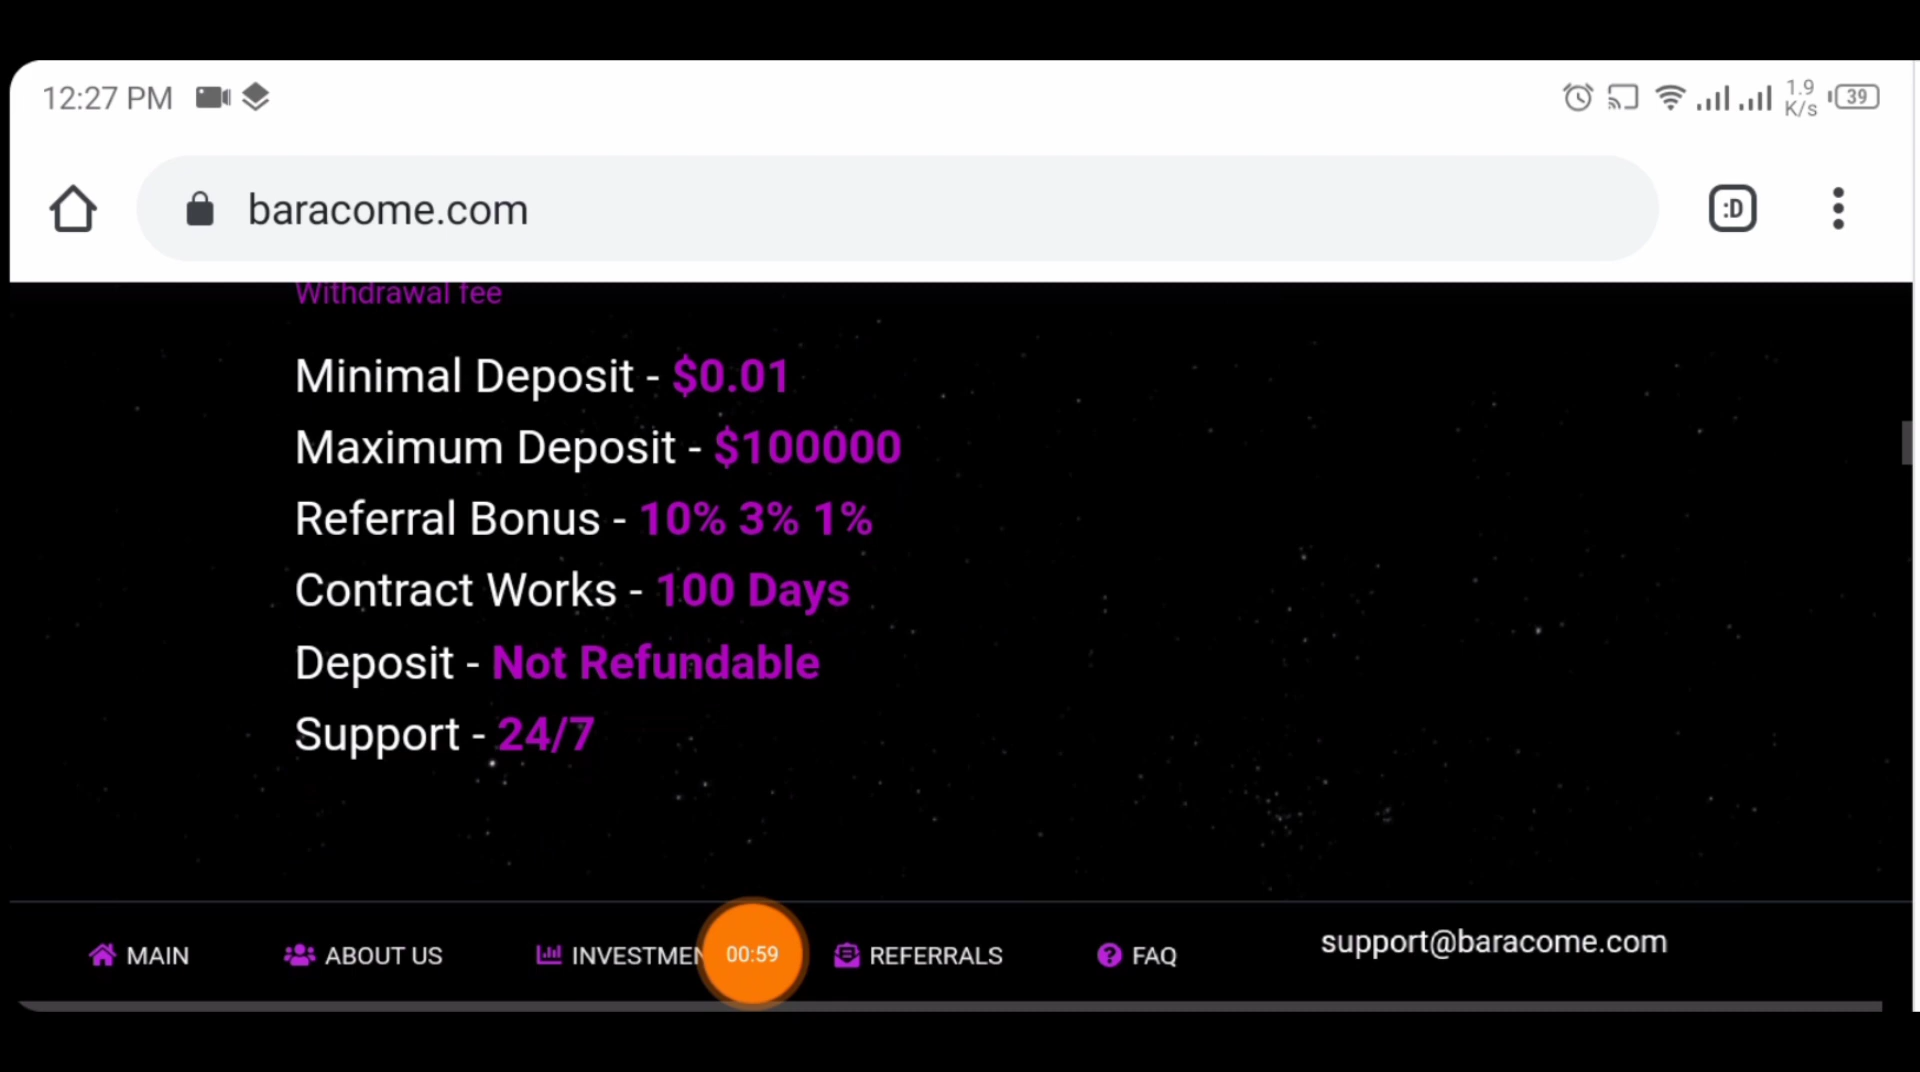 12:27 PM
1.9
K/s
39
baracome.com
:D
Withdrawal fee
Minimal Deposit - $0.01
Maximum Deposit - $100000
Referral Bonus - 10% 3% 1%
Contract Works - 100 Days
Deposit - Not Refundable
Support - 24/7
MAIN
ABOUT US
INVESTMEN
00:59
REFERRALS
? FAQ
support@baracome.com